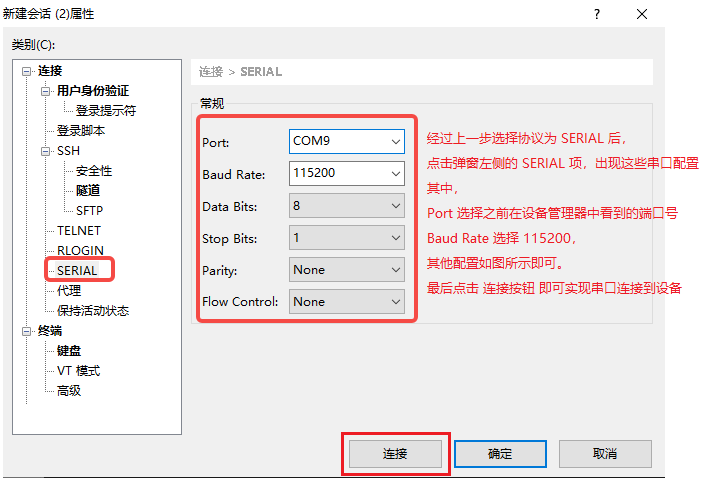 新建会话 (2)属性
类别(C):
连接
用户身份验证
登录提示符
登录脚本
SSH
安全性
隧道
SFTP
TELNET
RLOGIN
SERIAL
代理
保持活动状态
终端
键盘
VT 模式
高级
连接 > SERIAL
常规
Port: COM9
Baud Rate: 115200
Data Bits: 8
Stop Bits: 1
Parity: None
Flow Control: None
经过上一步选择协议为 SERIAL 后,
点击弹窗左侧的 SERIAL 项，出现这些串口配置
其中,
Port 选择之前在设备管理器中看到的端口号
Baud Rate 选择 115200,
其他配置如图所示即可。
最后点击 连接按钮 即可实现串口连接到设备
连接
确定
取消